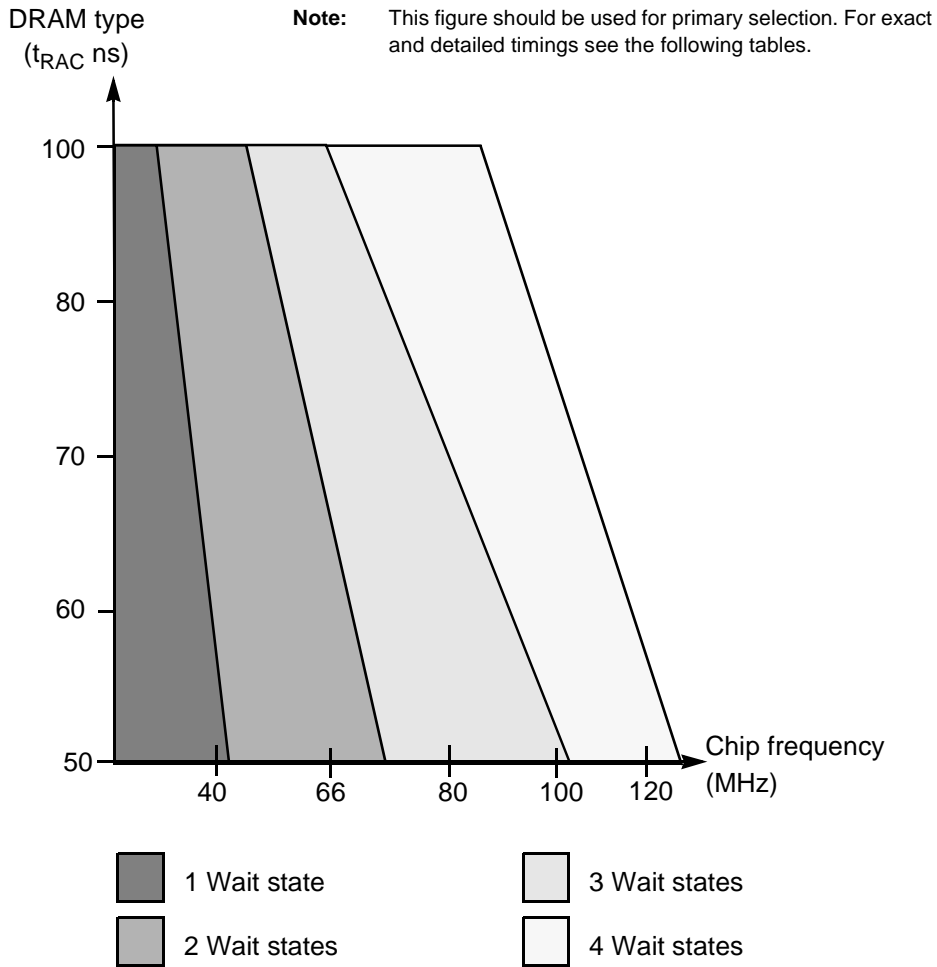 DRAM type
(tRAC ns)
Note: This figure should be used for primary selection. For exact
and detailed timings see the following tables.
100
80
70
60
50
40 66 80 100 120
Chip frequency
(MHz)
1 Wait state
3 Wait states
2 Wait states
4 Wait states